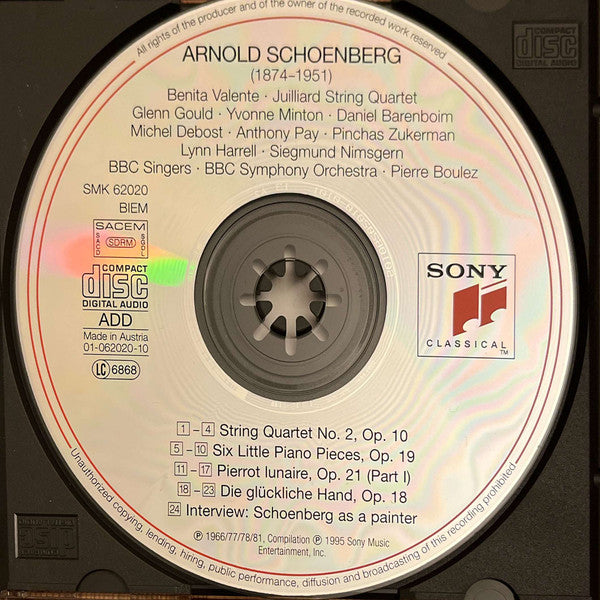 All rights of the producer and of the owner of the recorded work reserved
ARNOLD SCHOENBERG
(1874–1951)
Benita Valente · Juilliard String Quartet
Glenn Gould · Yvonne Minton · Daniel Barenboim
Michel Debost · Anthony Pay · Pinchas Zukerman
Lynn Harrell · Siegmund Nimsgern
BBC Singers · BBC Symphony Orchestra · Pierre Boulez
SMK 62020
BIEM
SACEM
SACD SDRM SGDL
COMPACT
disc
DIGITAL AUDIO
ADD
Made in Austria
01-062020-10
LC 6868
SONY
CLASSICAL™
1 – 4 String Quartet No. 2, Op. 10
5 – 10 Six Little Piano Pieces, Op. 19
11 – 17 Pierrot lunaire, Op. 21 (Part I)
18 – 23 Die glückliche Hand, Op. 18
24 Interview: Schoenberg as a painter
℗ 1966/77/78/81, Compilation ℗ 1995 Sony Music
Entertainment, Inc.
Unauthorized copying, lending, hiring, public performance, diffusion and broadcasting of this recording prohibited
COMPACT
disc
DIGITAL AUDIO